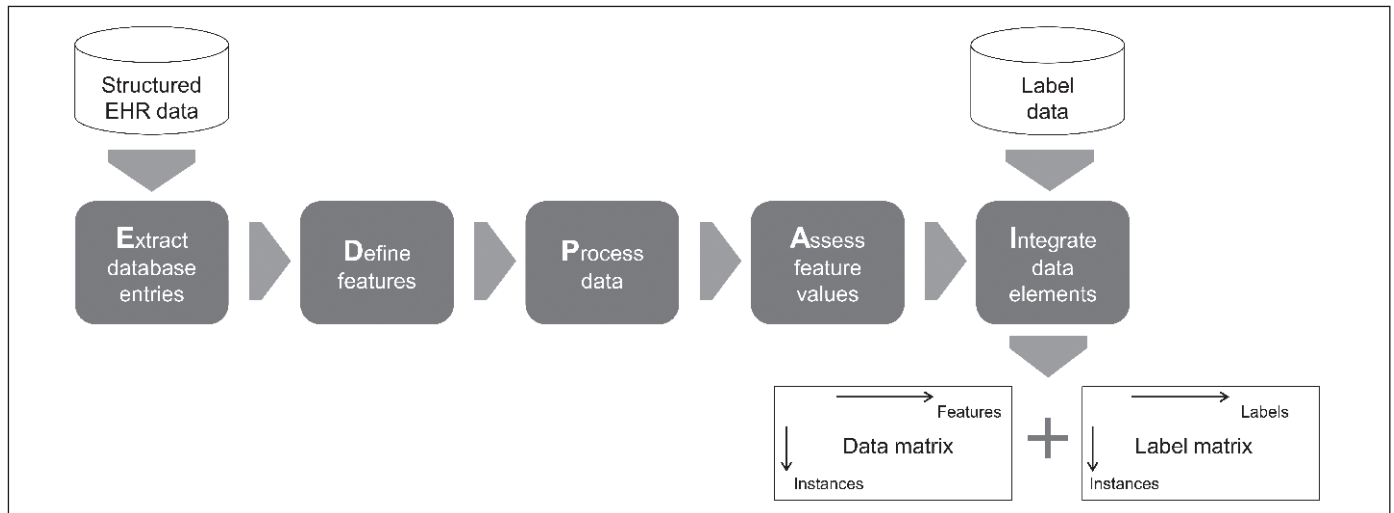 Structured
EHR data
Label
data
Extract
database
entries
Define
features
Process
data
Assess
feature
values
Integrate
data
elements
Features
Data matrix
Instances
Labels
Label matrix
Instances